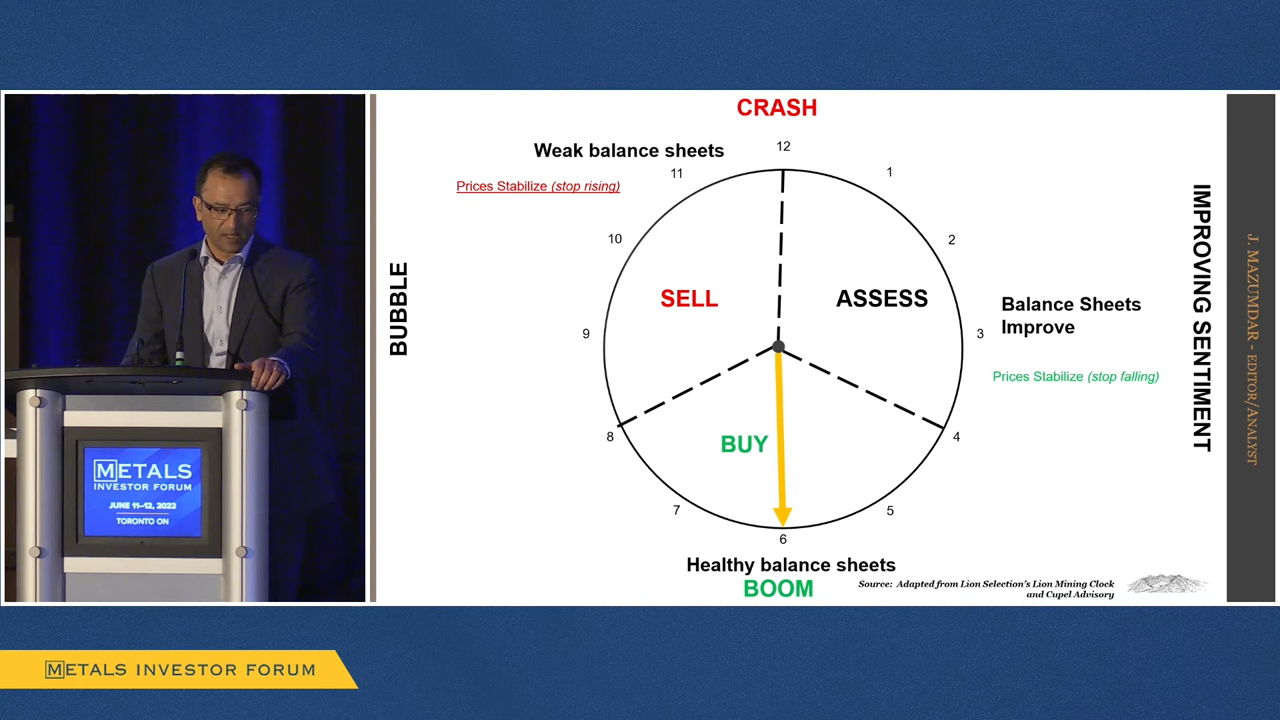 CRASH
Weak balance sheets
Prices Stabilize (stop rising)
12
1
2
3
4
5
6
7
8
9
10
11
BUBBLE
SELL
ASSESS
BUY
Balance Sheets
Improve
Prices Stabilize (stop falling)
IMPROVING SENTIMENT
J. MAZUMDAR - EDITOR/ANALYST
Healthy balance sheets
BOOM
Source: Adapted from Lion Selection's Lion Mining Clock
and Cupel Advisory
METALS
INVESTOR FORUM
JUNE 11-12, 2022
TORONTO ON
METALS INVESTOR FORUM